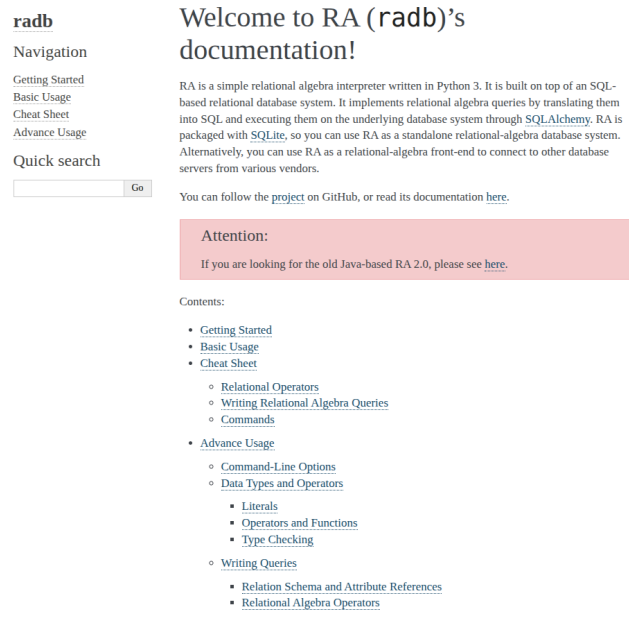 radb
Navigation
Getting Started
Basic Usage
Cheat Sheet
Advance Usage
Quick search
Go
Welcome to RA (radb)’s
documentation!
RA is a simple relational algebra interpreter written in Python 3. It is built on top of an SQL-
based relational database system. It implements relational algebra queries by translating them
into SQL and executing them on the underlying database system through SQLAlchemy. RA is
packaged with SQLite, so you can use RA as a standalone relational-algebra database system.
Alternatively, you can use RA as a relational-algebra front-end to connect to other database
servers from various vendors.
You can follow the project on GitHub, or read its documentation here.
Attention:
If you are looking for the old Java-based RA 2.0, please see here.
Contents:
Getting Started
Basic Usage
Cheat Sheet
Relational Operators
Writing Relational Algebra Queries
Commands
Advance Usage
Command-Line Options
Data Types and Operators
Literals
Operators and Functions
Type Checking
Writing Queries
Relation Schema and Attribute References
Relational Algebra Operators